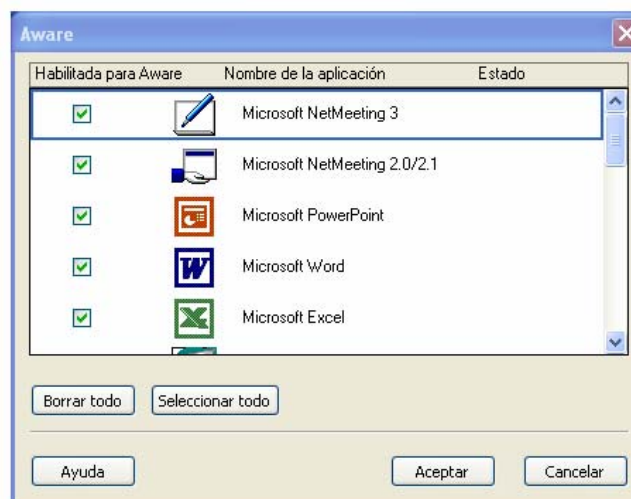 Aware
Habilitada para Aware Nombre de la aplicación Estado
Microsoft NetMeeting 3
Microsoft NetMeeting 2.0/2.1
Microsoft PowerPoint
Microsoft Word
Microsoft Excel
Borrar todo Seleccionar todo
Ayuda Aceptar Cancelar